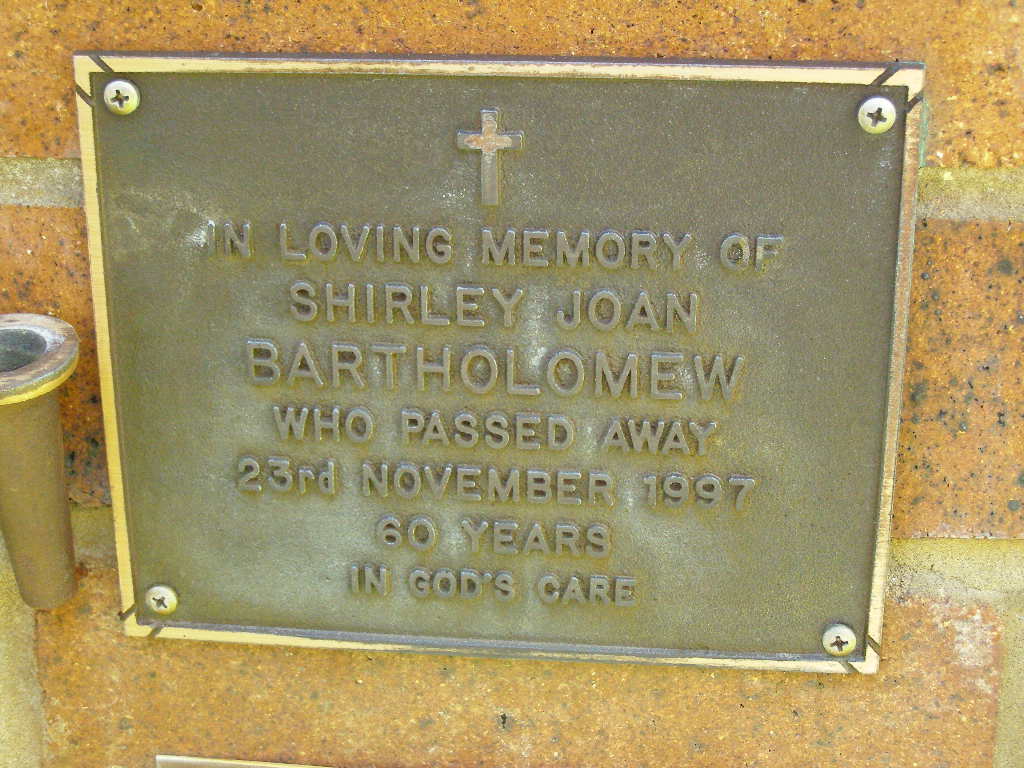 IN LOVING MEMORY OF
SHIRLEY JOAN
BARTHOLOMEW
WHO PASSED AWAY
23rd NOVEMBER 1997
60 YEARS
IN GOD'S CARE